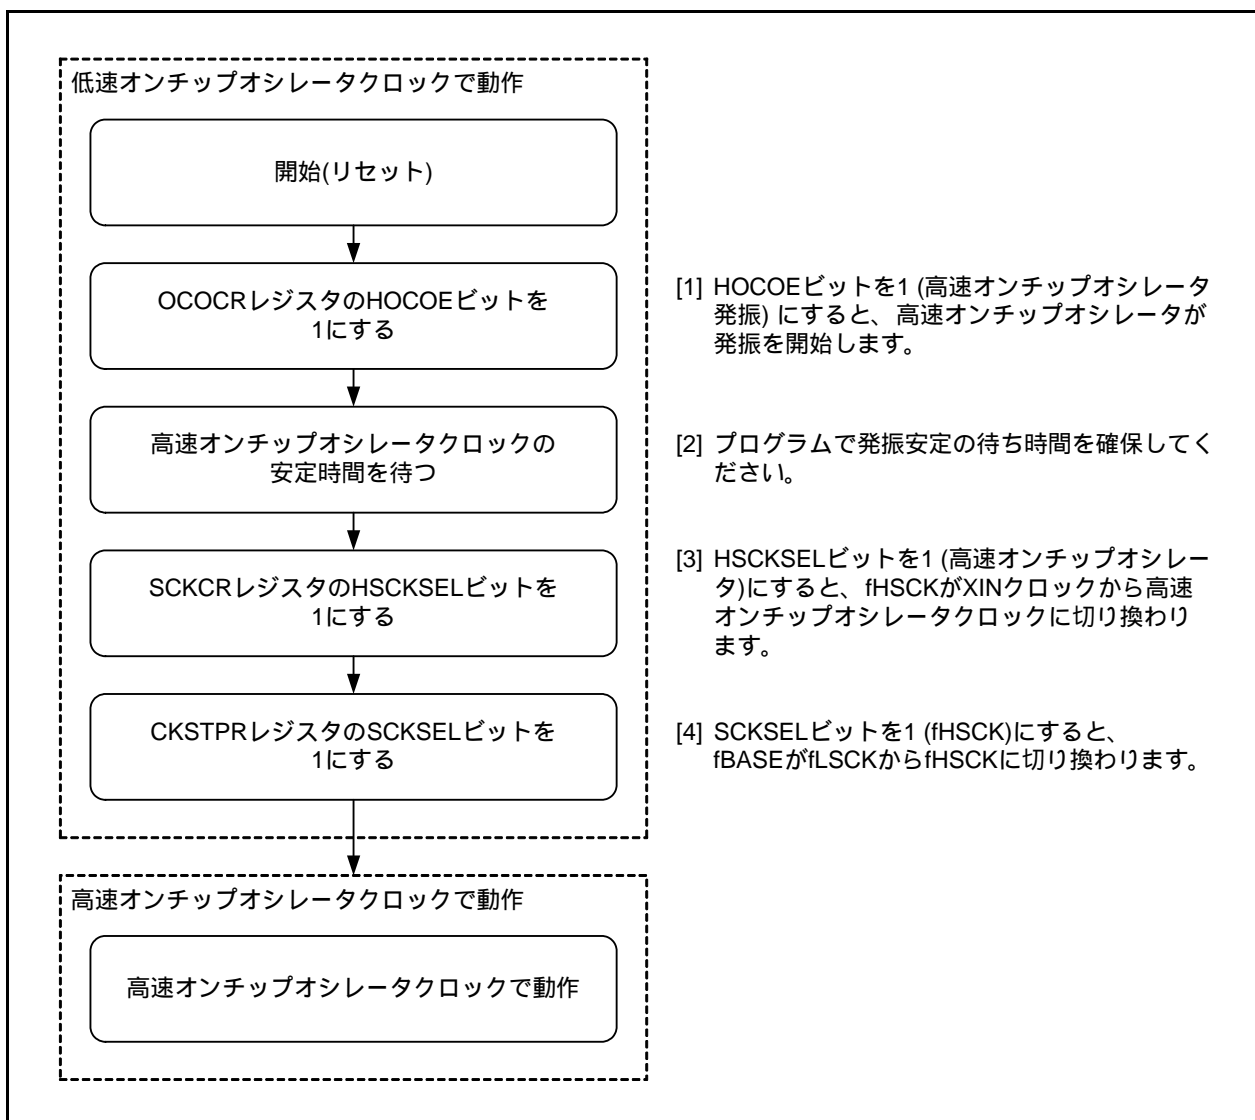 低速オンチップオシレータクロックで動作
開始(リセット)
OCOCRレジスタのHOCOEビットを
1にする
[1] HOCOEビットを1 (高速オンチップオシレータ
発振) にすると、高速オンチップオシレータが
発振を開始します。
高速オンチップオシレータクロックの
安定時間を待つ
[2] プログラムで発振安定の待ち時間を確保してく
ださい。
SCKCRレジスタのHSCKSELビットを
1にする
[3] HSCKSELビットを1 (高速オンチップオシレー
タ)にすると、fHSCKがXINクロックから高速
オンチップオシレータクロックに切り換わり
ます。
CKSTPRレジスタのSCKSELビットを
1にする
[4] SCKSELビットを1 (fHSCK)にすると、
fBASEがfLSCKからfHSCKに切り換わります。
高速オンチップオシレータクロックで動作
高速オンチップオシレータクロックで動作